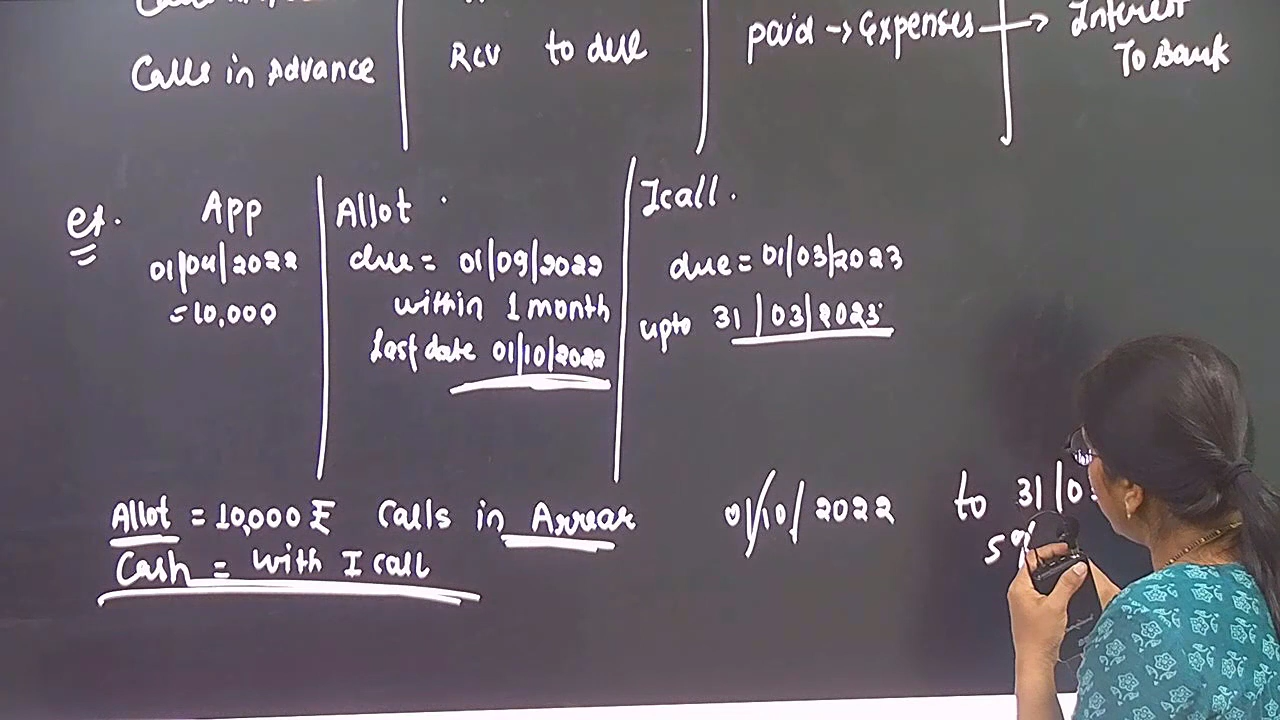 Calls in Advance
RCV to due
paid → Expenses → Interest
To Bank
Ex.
App
01/04/2022
= 10,000
Allot
due = 01/09/2022
within 1 month
Last date 01/10/2022
I call.
due = 01/03/2023
upto 31/03/2023
Allot = 10,000 ₹ Calls in Arrear
Cash = with I call
01/10/2022 to 31/0
5%